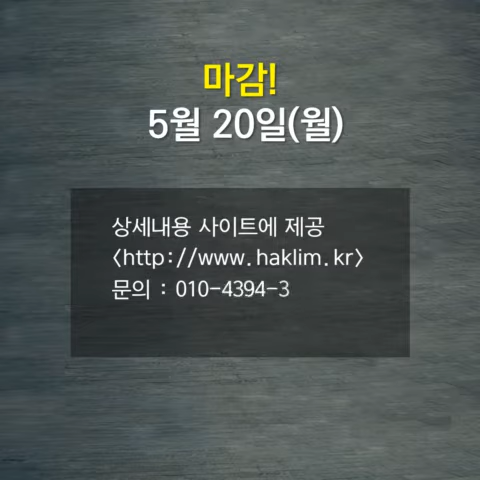 마감!
5월 20일(월)
상세내용 사이트에 제공
<http://www.haklim.kr>
문의 : 010-4394-3